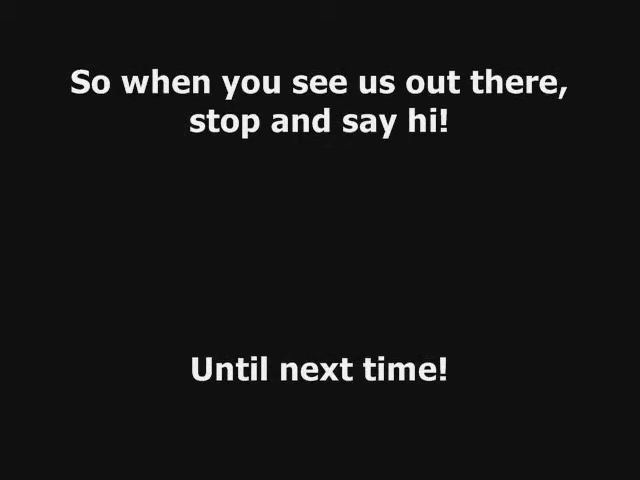 So when you see us out there,
stop and say hi!
Until next time!